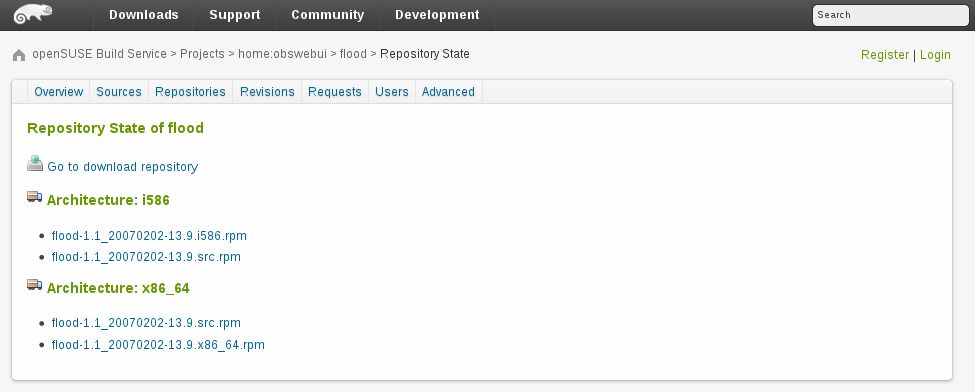 Downloads Support Community Development Search
openSUSE Build Service > Projects > home:obswebui > flood > Repository State Register | Login
Overview Sources Repositories Revisions Requests Users Advanced
Repository State of flood
Go to download repository
Architecture: i586
• flood-1.1_20070202-13.9.i586.rpm
• flood-1.1_20070202-13.9.src.rpm
Architecture: x86_64
• flood-1.1_20070202-13.9.src.rpm
• flood-1.1_20070202-13.9.x86_64.rpm